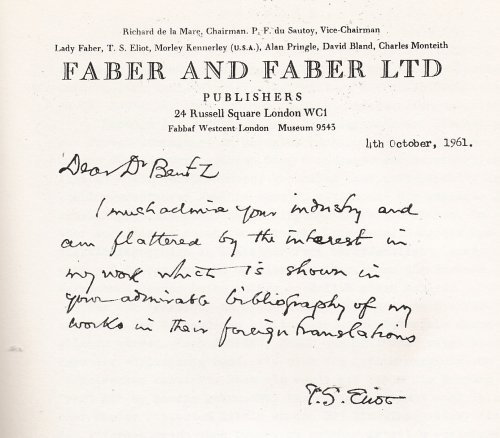 Richard de la Mare, Chairman. P. F. du Sautoy, Vice-Chairman
Lady Faber, T. S. Eliot, Morley Kennerley (U.S.A.), Alan Pringle, David Bland, Charles Monteith
FABER AND FABER LTD
PUBLISHERS
24 Russell Square London WC1
Fabbaf Westcent London Museum 9543
4th October, 1961.
Dear Dr Bentz
I much admire your industry and
am flattered by the interest in
my work which is shown in
your admirable bibliography of my
works in their foreign translations
T.S. Eliot